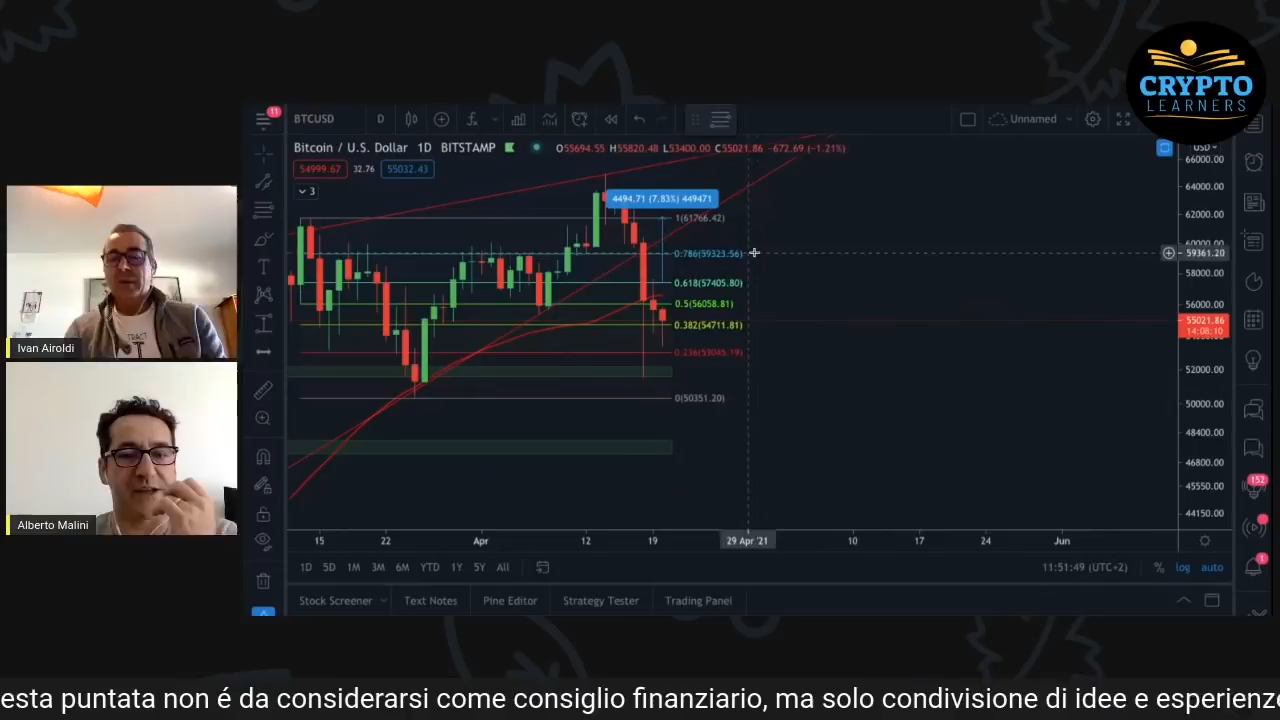 CRYPTO
LEARNERS
11
BTCUSD
D
Unnamed
Bitcoin / U.S. Dollar 1D BITSTAMP
O55694.55 H55820.48 L53400.00 C55021.86 -672.69 (-1.21%)
USD
54999.67
32.76
55032.43
3
4494.71 (7.83%) 449471
1(61766.42)
0.786(59323.56)
0.618(57405.80)
0.5(56058.81)
0.382(54711.81)
0.236(53045.19)
0(50351.20)
66000.00
64000.00
62000.00
60000.00
59361.20
58000.00
56000.00
55021.86
14:08:10
52000.00
50000.00
48400.00
46800.00
45550.00
44150.00
Ivan Airoldi
TRACT
Alberto Malini
152
1
15
22
Apr
12
19
29 Apr '21
10
17
24
Jun
1D 5D 1M 3M 6M YTD 1Y 5Y All
11:51:49 (UTC+2)
%
log
auto
Stock Screener
Text Notes
Pine Editor
Strategy Tester
Trading Panel
esta puntata non é da considerarsi come consiglio finanziario, ma solo condivisione di idee e esperienze